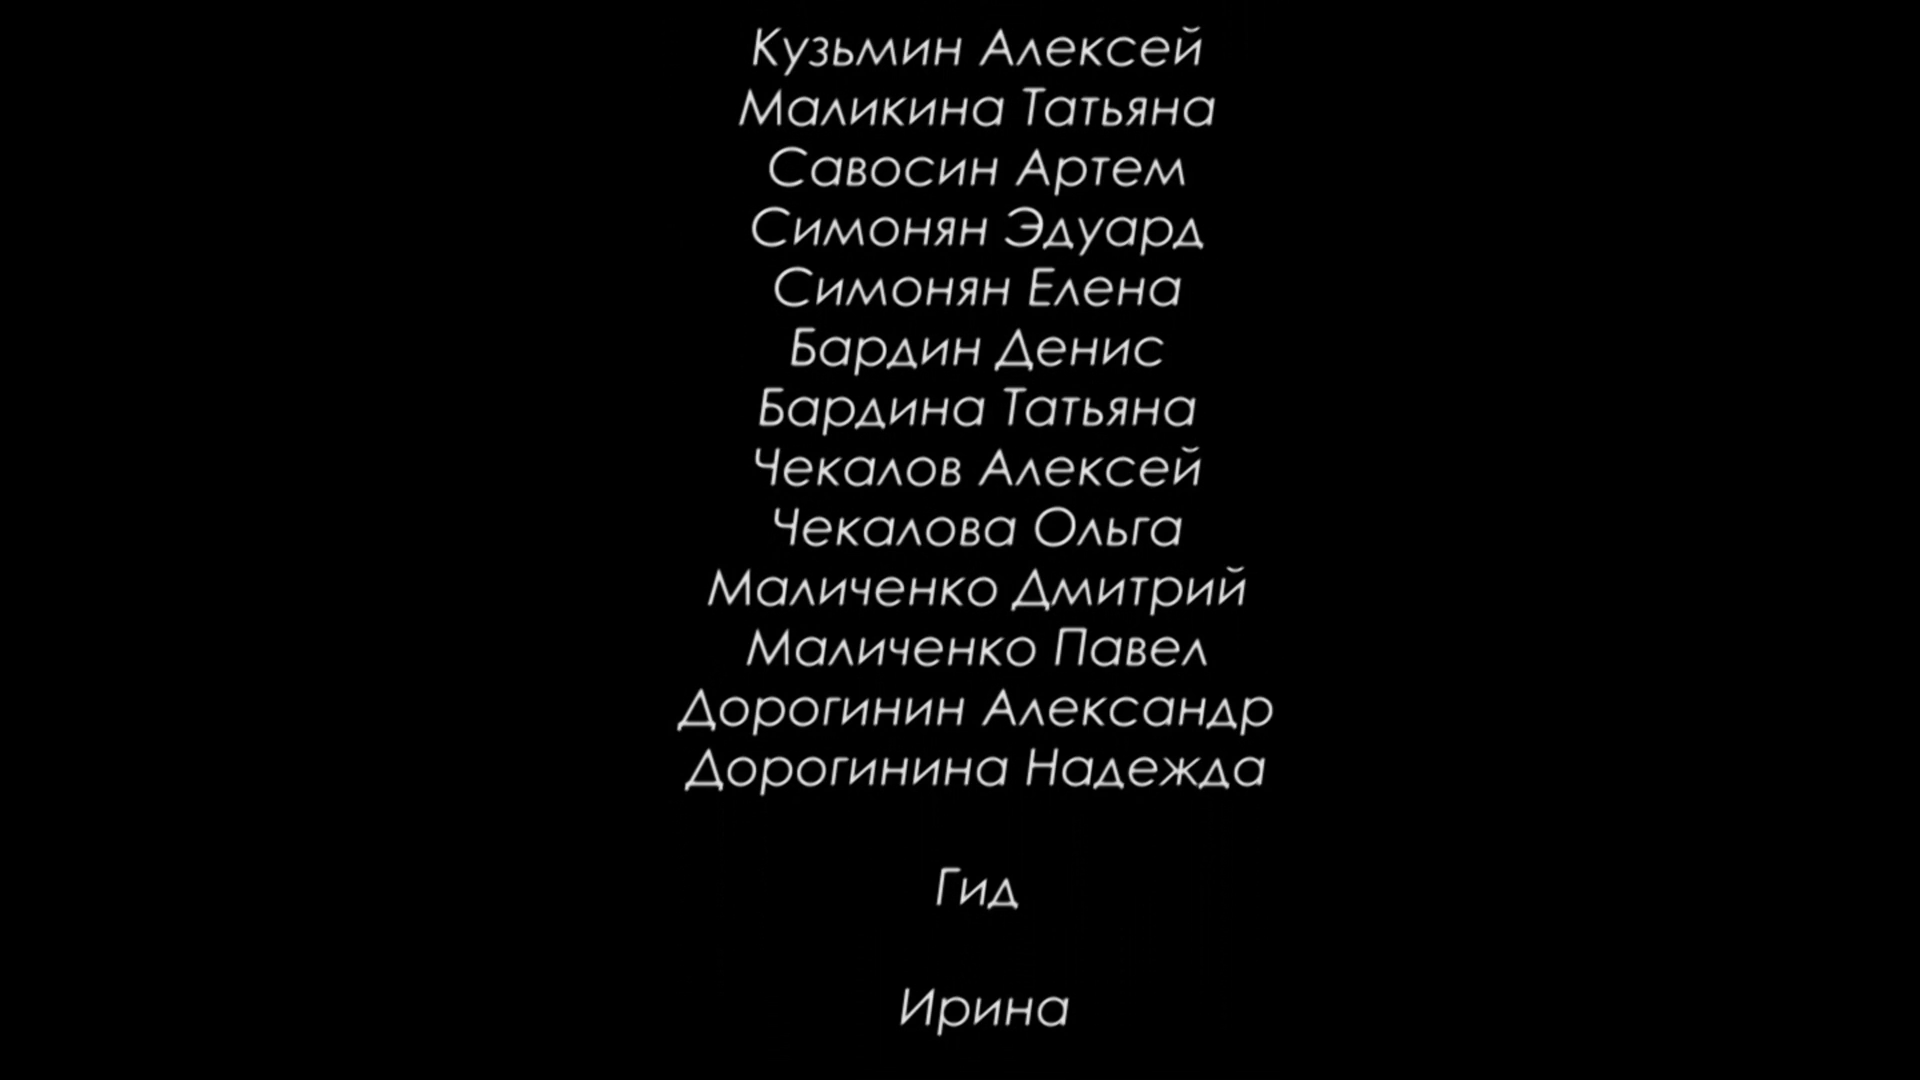 Кузьмин Алексей
Маликина Татьяна
Савосин Артем
Симонян Эдуард
Симонян Елена
Бардин Денис
Бардина Татьяна
Чекалов Алексей
Чекалова Ольга
Маличенко Дмитрий
Маличенко Павел
Дорогинин Александр
Дорогинина Надежда
Гид
Ирина